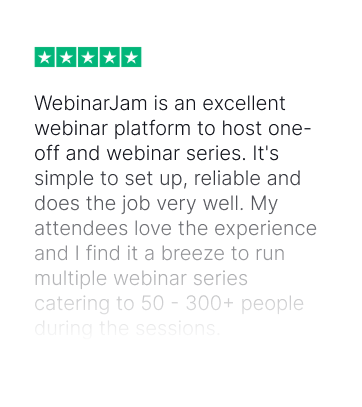 WebinarJam is an excellent
webinar platform to host one-
off and webinar series. It's
simple to set up, reliable and
does the job very well. My
attendees love the experience
and I find it a breeze to run
multiple webinar series
catering to 50 - 300+ people
during the sessions.